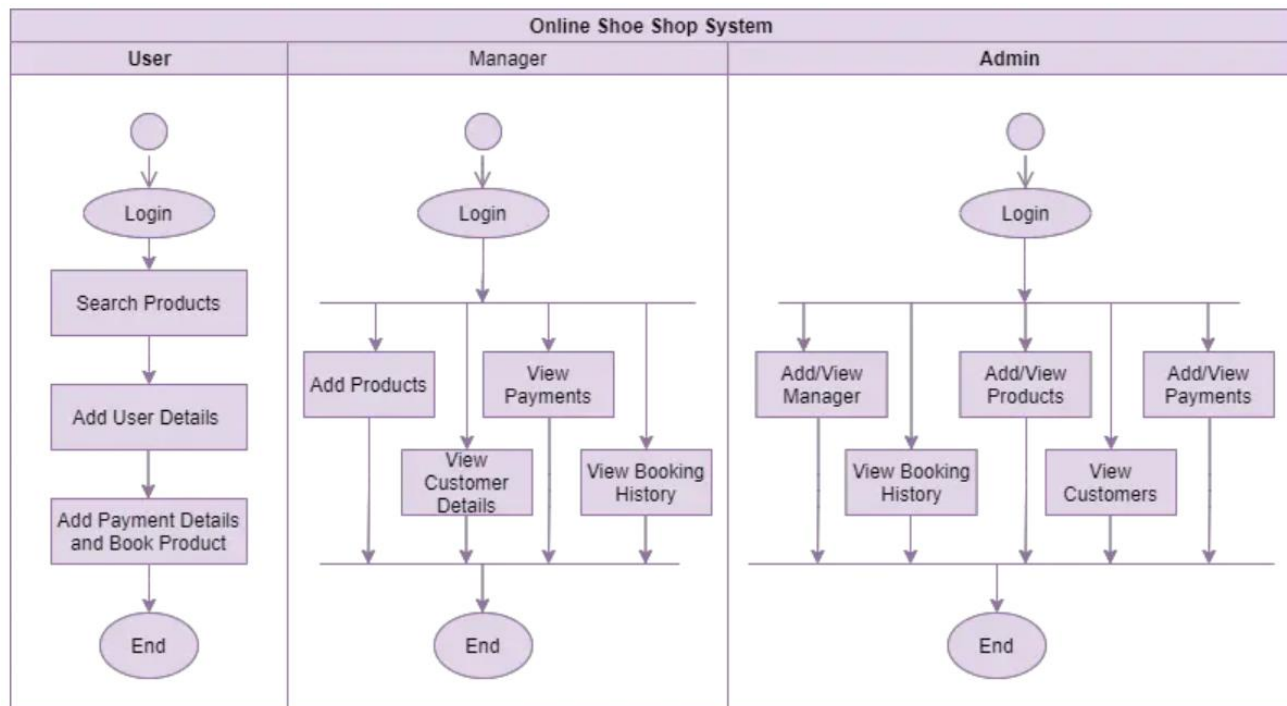 Online Shoe Shop System
User
Manager
Admin
Login
Search Products
Add User Details
Add Payment Details
and Book Product
End
Login
Add Products
View
Customer
Details
View
Payments
View Booking
History
End
Login
Add/View
Manager
View Booking
History
Add/View
Products
View
Customers
Add/View
Payments
End